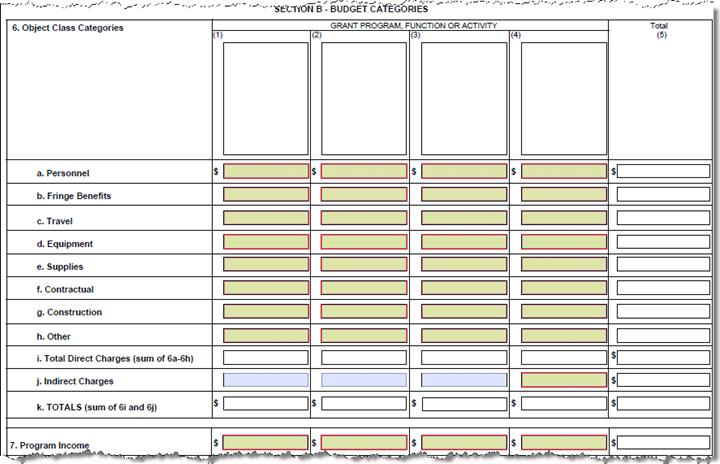 SECTION B - BUDGET CATEGORIES
6. Object Class Categories
GRANT PROGRAM, FUNCTION OR ACTIVITY
Total
(1)
(2)
(3)
(4)
(5)
a. Personnel $ $ $ $ $
b. Fringe Benefits
c. Travel
d. Equipment
e. Supplies
f. Contractual
g. Construction
h. Other
i. Total Direct Charges (sum of 6a-6h) $
j. Indirect Charges $
k. TOTALS (sum of 6i and 6j) $ $ $ $ $
7. Program Income $ $ $ $ $